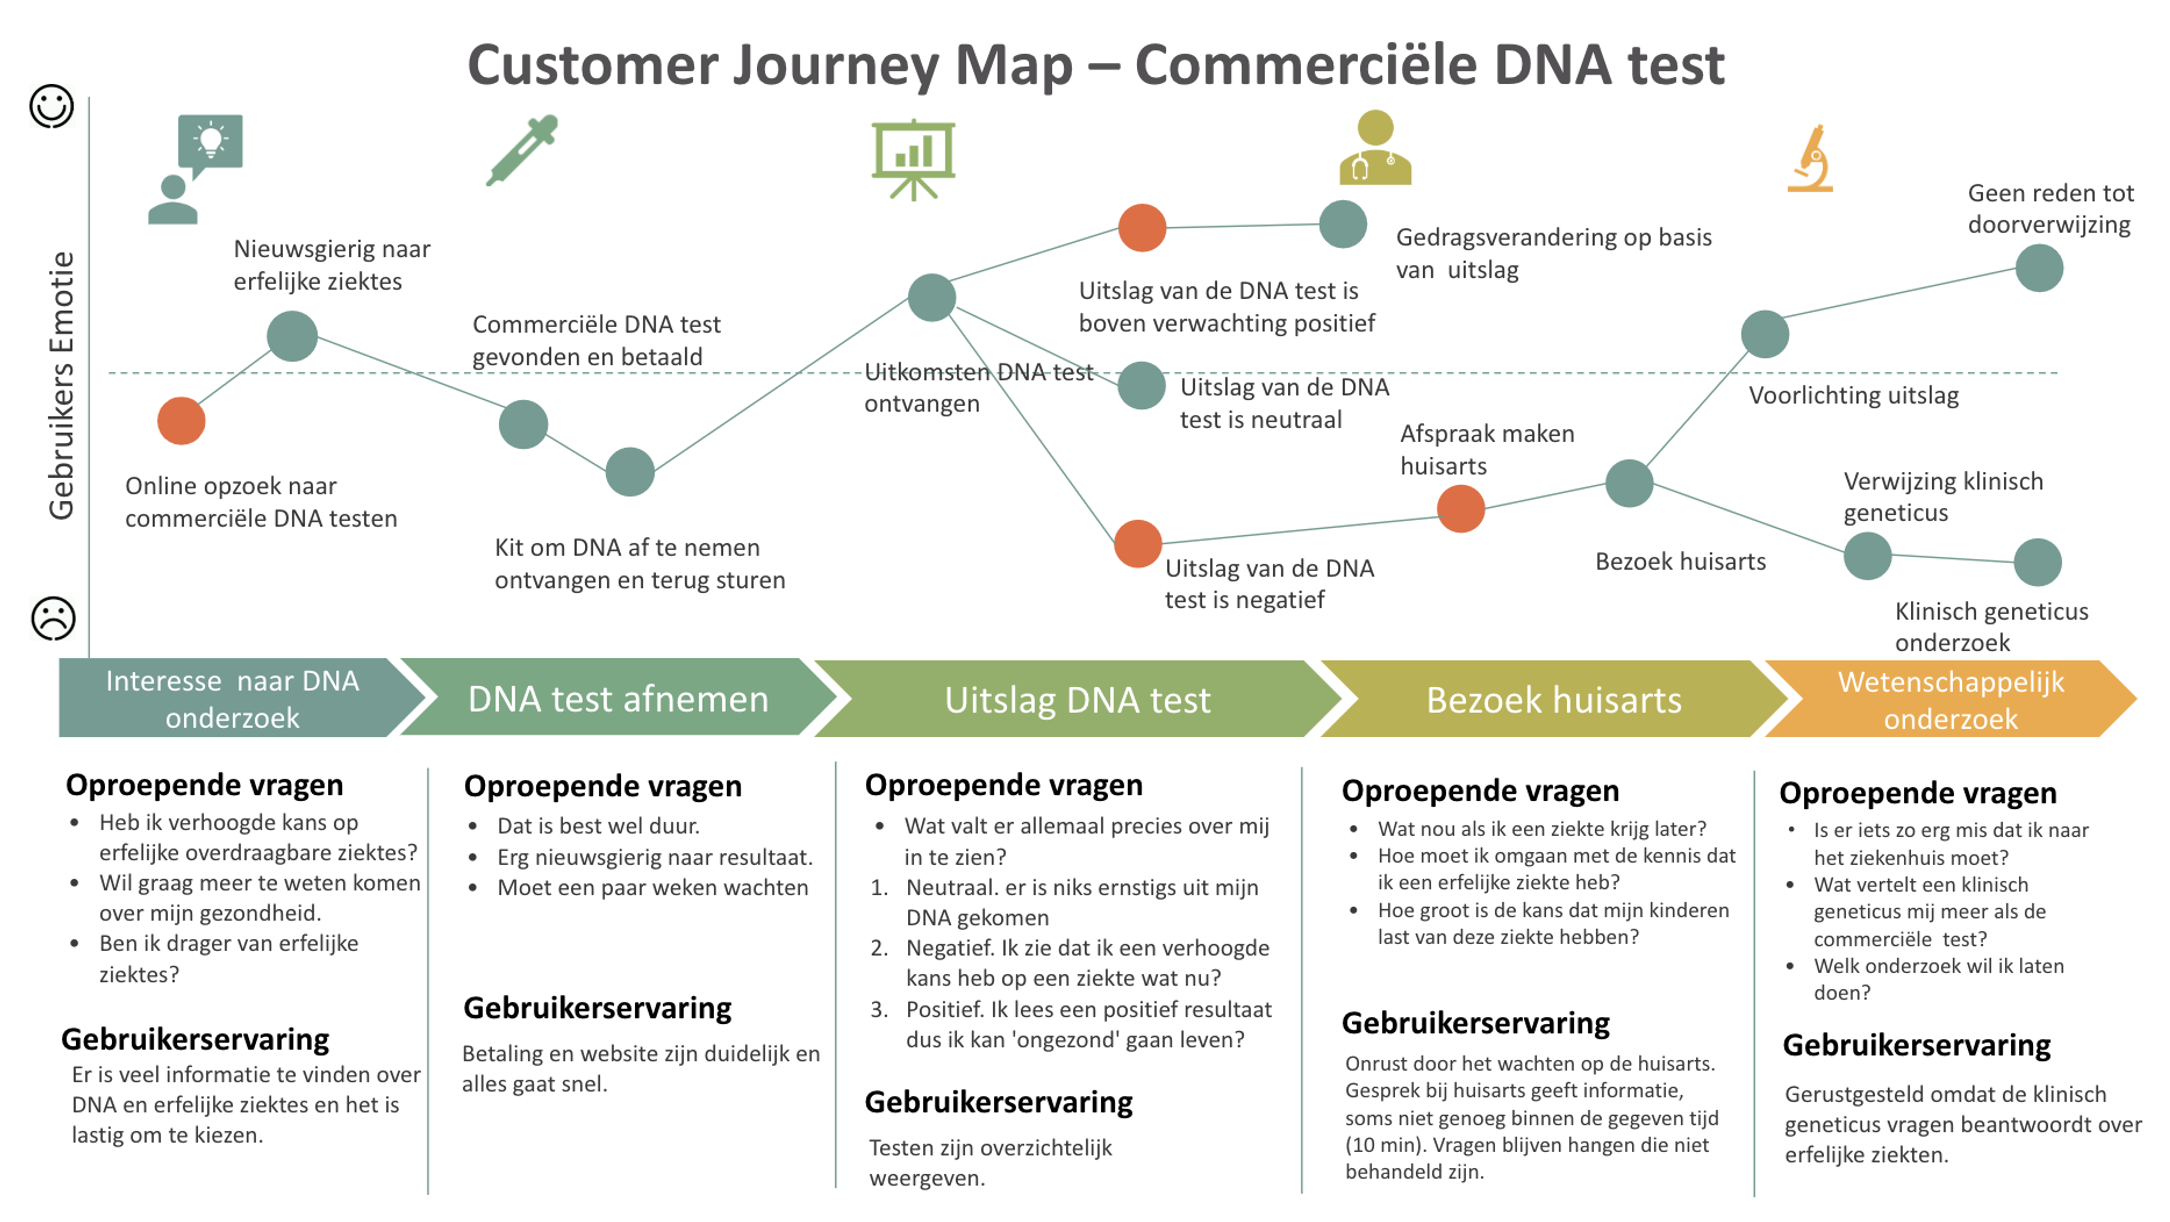 Customer Journey Map – Commerciële DNA test
Gebruikers Emotie
Nieuwsgierig naar
erfelijke ziektes
Online opzoek naar
commerciële DNA testen
Commerciële DNA test
gevonden en betaald
Kit om DNA af te nemen
ontvangen en terug sturen
Uitkomsten DNA test
ontvangen
Uitslag van de DNA test is
boven verwachting positief
Gedragsverandering op basis
van  uitslag
Uitslag van de DNA
test is neutraal
Uitslag van de DNA
test is negatief
Afspraak maken
huisarts
Bezoek huisarts
Voorlichting uitslag
Geen reden tot
doorverwijzing
Verwijzing klinisch
geneticus
Klinisch geneticus
onderzoek
Interesse  naar DNA
onderzoek
DNA test afnemen
Uitslag DNA test
Bezoek huisarts
Wetenschappelijk
onderzoek
Oproepende vragen
• Heb ik verhoogde kans op
erfelijke overdraagbare ziektes?
• Wil graag meer te weten komen
over mijn gezondheid.
• Ben ik drager van erfelijke
ziektes?
Gebruikerservaring
Er is veel informatie te vinden over
DNA en erfelijke ziektes en het is
lastig om te kiezen.
Oproepende vragen
• Dat is best wel duur.
• Erg nieuwsgierig naar resultaat.
• Moet een paar weken wachten
Gebruikerservaring
Betaling en website zijn duidelijk en
alles gaat snel.
Oproepende vragen
• Wat valt er allemaal precies over mij
in te zien?
1. Neutraal. er is niks ernstigs uit mijn
DNA gekomen
2. Negatief. Ik zie dat ik een verhoogde
kans heb op een ziekte wat nu?
3. Positief. Ik lees een positief resultaat
dus ik kan 'ongezond' gaan leven?
Gebruikerservaring
Testen zijn overzichtelijk
weergeven.
Oproepende vragen
• Wat nou als ik een ziekte krijg later?
• Hoe moet ik omgaan met de kennis dat
ik een erfelijke ziekte heb?
• Hoe groot is de kans dat mijn kinderen
last van deze ziekte hebben?
Gebruikerservaring
Onrust door het wachten op de huisarts.
Gesprek bij huisarts geeft informatie,
soms niet genoeg binnen de gegeven tijd
(10 min). Vragen blijven hangen die niet
behandeld zijn.
Oproepende vragen
• Is er iets zo erg mis dat ik naar
het ziekenhuis moet?
• Wat vertelt een klinisch
geneticus mij meer als de
commerciële  test?
• Welk onderzoek wil ik laten
doen?
Gebruikerservaring
Gerustgesteld omdat de klinisch
geneticus vragen beantwoordt over
erfelijke ziekten.